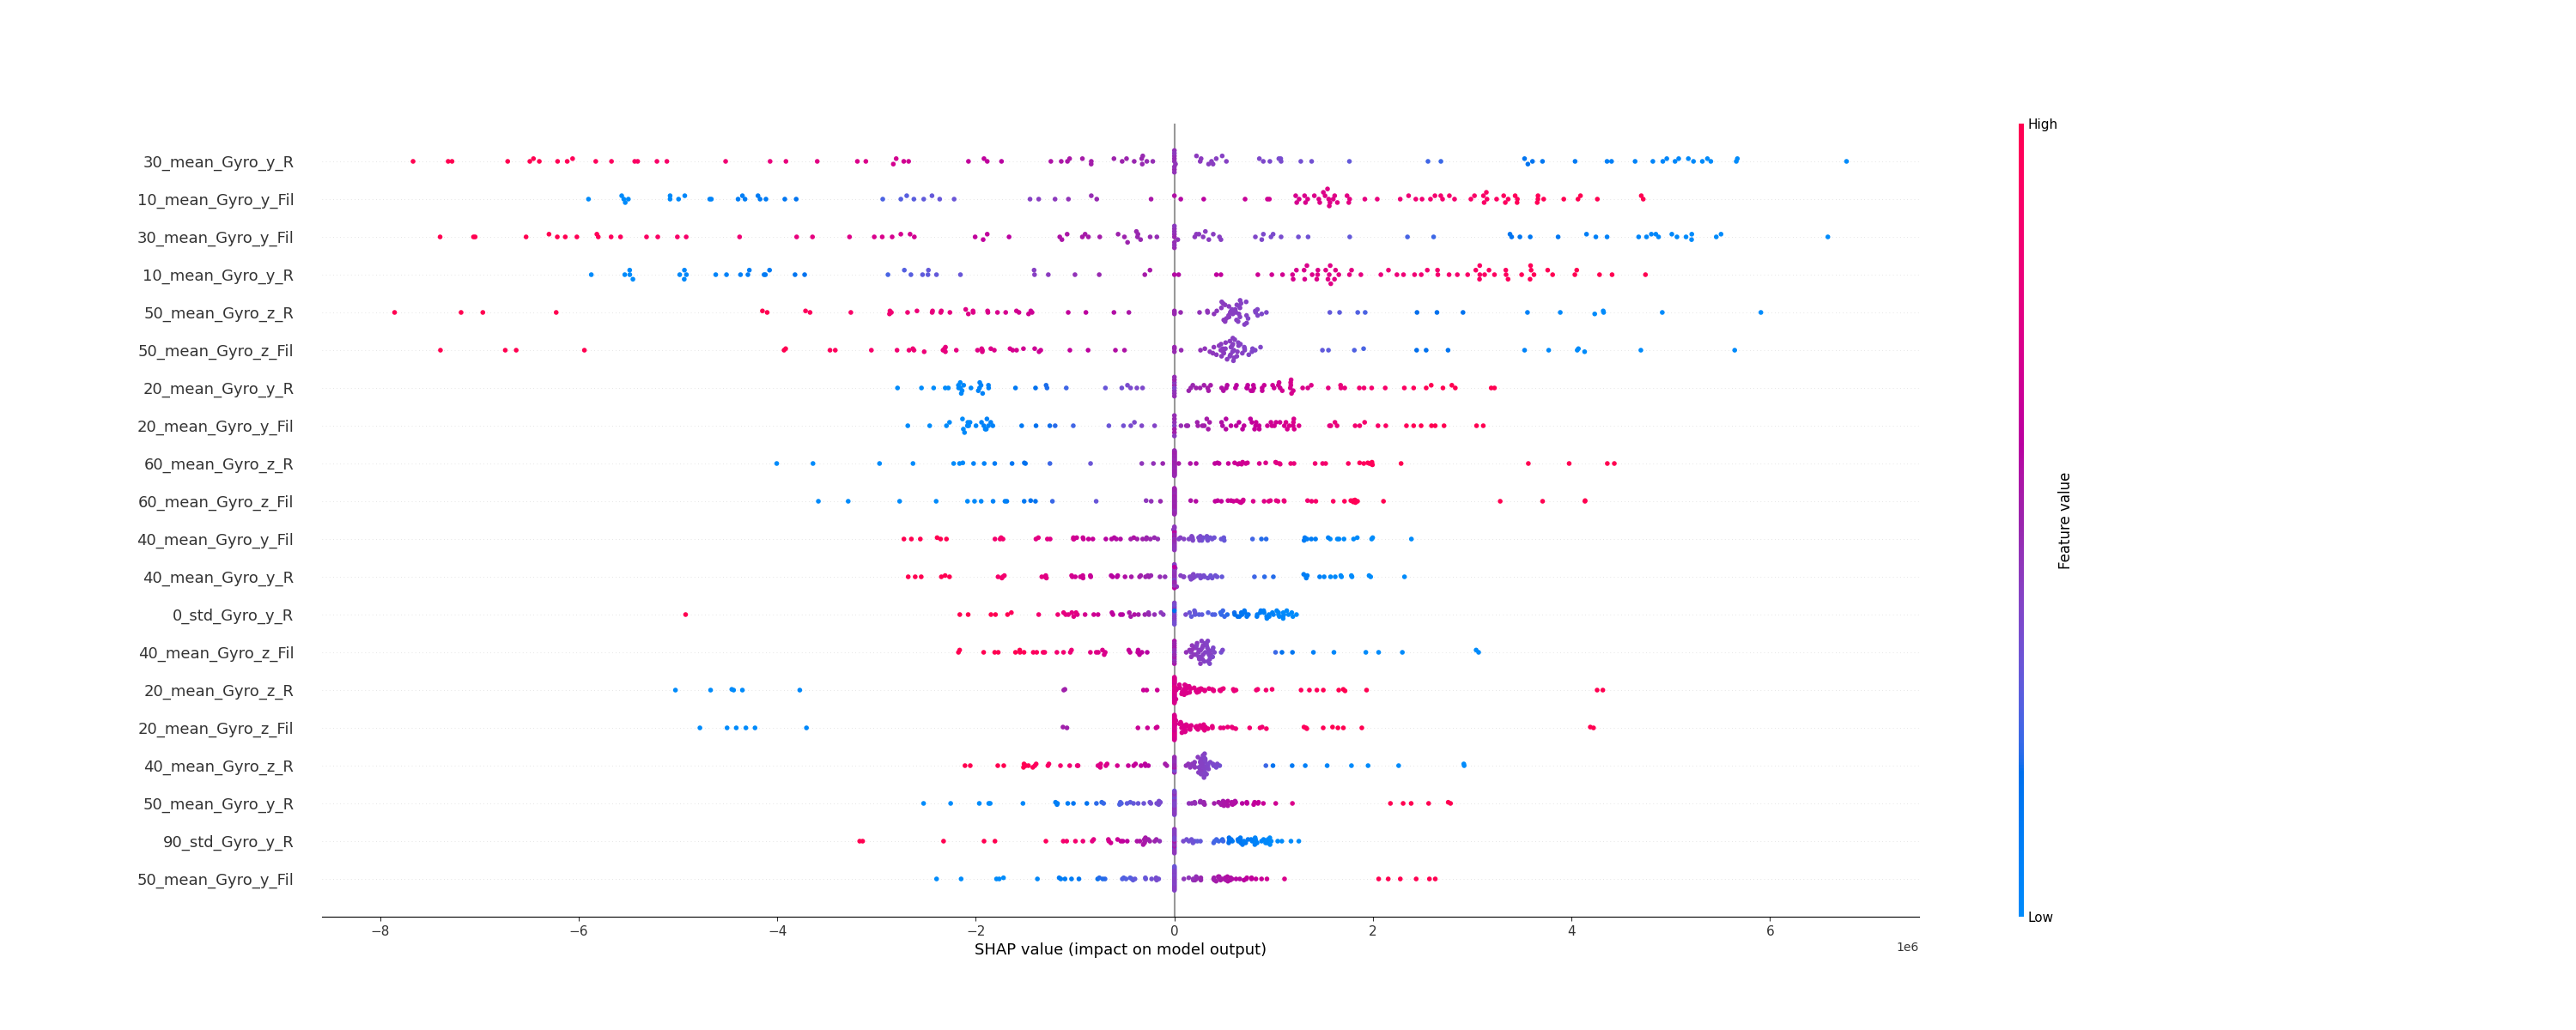 High
30_mean_Gyro_y_R
10_mean_Gyro_y_Fil
30_mean_Gyro_y_Fil
10_mean_Gyro_y_R
50_mean_Gyro_z_R
50_mean_Gyro_z_Fil
20_mean_Gyro_y_R
20_mean_Gyro_y_Fil
60_mean_Gyro_z_R
60_mean_Gyro_z_Fil
40_mean_Gyro_y_Fil
40_mean_Gyro_y_R
0_std_Gyro_y_R
40_mean_Gyro_z_Fil
20_mean_Gyro_z_R
20_mean_Gyro_z_Fil
40_mean_Gyro_z_R
50_mean_Gyro_y_R
90_std_Gyro_y_R
50_mean_Gyro_y_Fil
Feature value
Low
−8 −6 −4 −2 0 2 4 6
1e6
SHAP value (impact on model output)